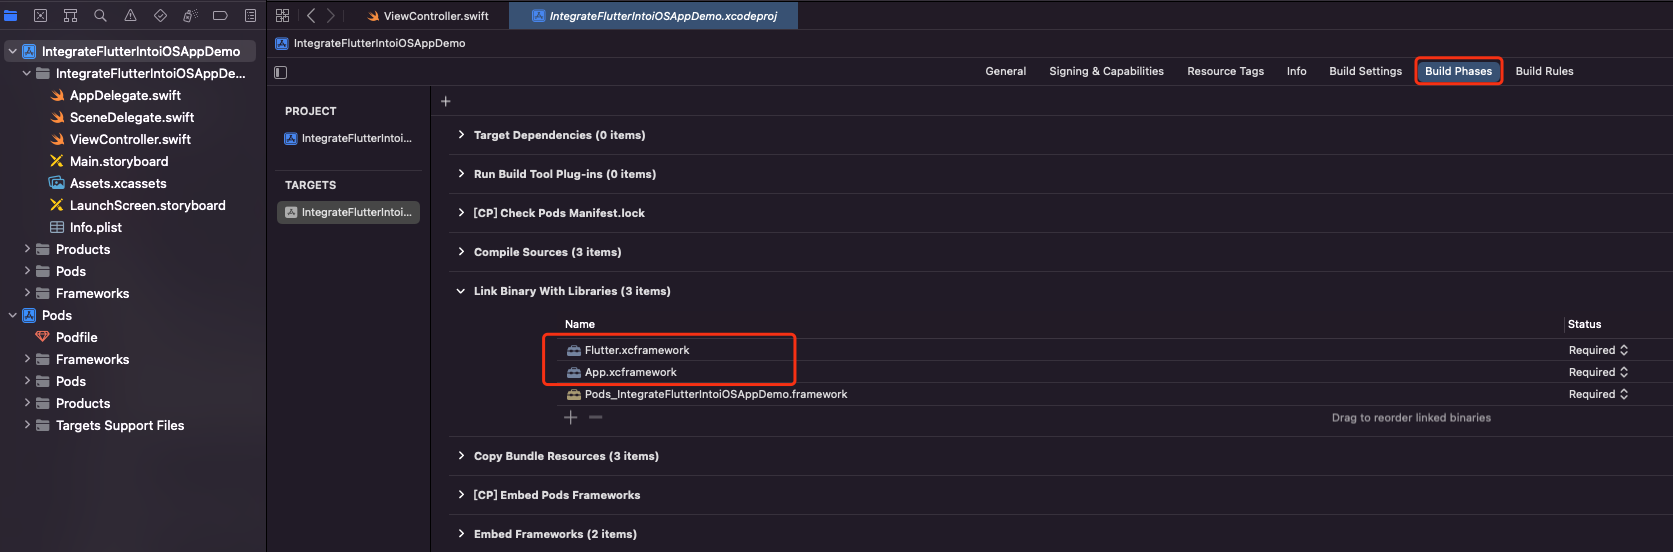 ViewController.swift
IntegrateFlutterIntoiOSAppDemo.xcodeproj
IntegrateFlutterIntoiOSAppDemo
IntegrateFlutterIntoiOSAppDe...
AppDelegate.swift
SceneDelegate.swift
ViewController.swift
Main.storyboard
Assets.xcassets
LaunchScreen.storyboard
Info.plist
Products
Pods
Frameworks
Pods
Podfile
Frameworks
Pods
Products
Targets Support Files
IntegrateFlutterIntoiOSAppDemo
General Signing & Capabilities Resource Tags Info Build Settings Build Phases Build Rules
PROJECT
IntegrateFlutterIntoi...
TARGETS
IntegrateFlutterIntoi...
Target Dependencies (0 items)
Run Build Tool Plug-ins (0 items)
[CP] Check Pods Manifest.lock
Compile Sources (3 items)
Link Binary With Libraries (3 items)
Name Status
Flutter.xcframework Required
App.xcframework Required
Pods_IntegrateFlutterIntoiOSAppDemo.framework Required
Drag to reorder linked binaries
Copy Bundle Resources (3 items)
[CP] Embed Pods Frameworks
Embed Frameworks (2 items)